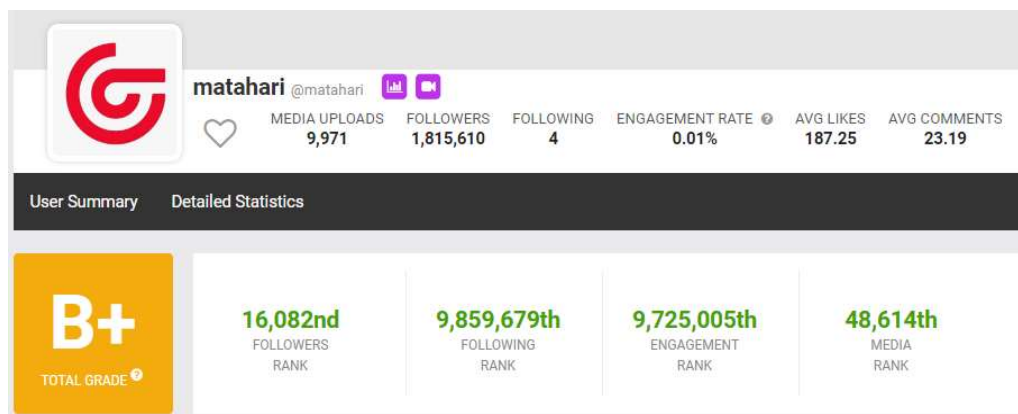 matahari @matahari
MEDIA UPLOADS FOLLOWERS FOLLOWING ENGAGEMENT RATE AVG LIKES AVG COMMENTS
9,971 1,815,610 4 0.01% 187.25 23.19
User Summary Detailed Statistics
B+
TOTAL GRADE
16,082nd 9,859,679th 9,725,005th 48,614th
FOLLOWERS FOLLOWING ENGAGEMENT MEDIA
RANK RANK RANK RANK